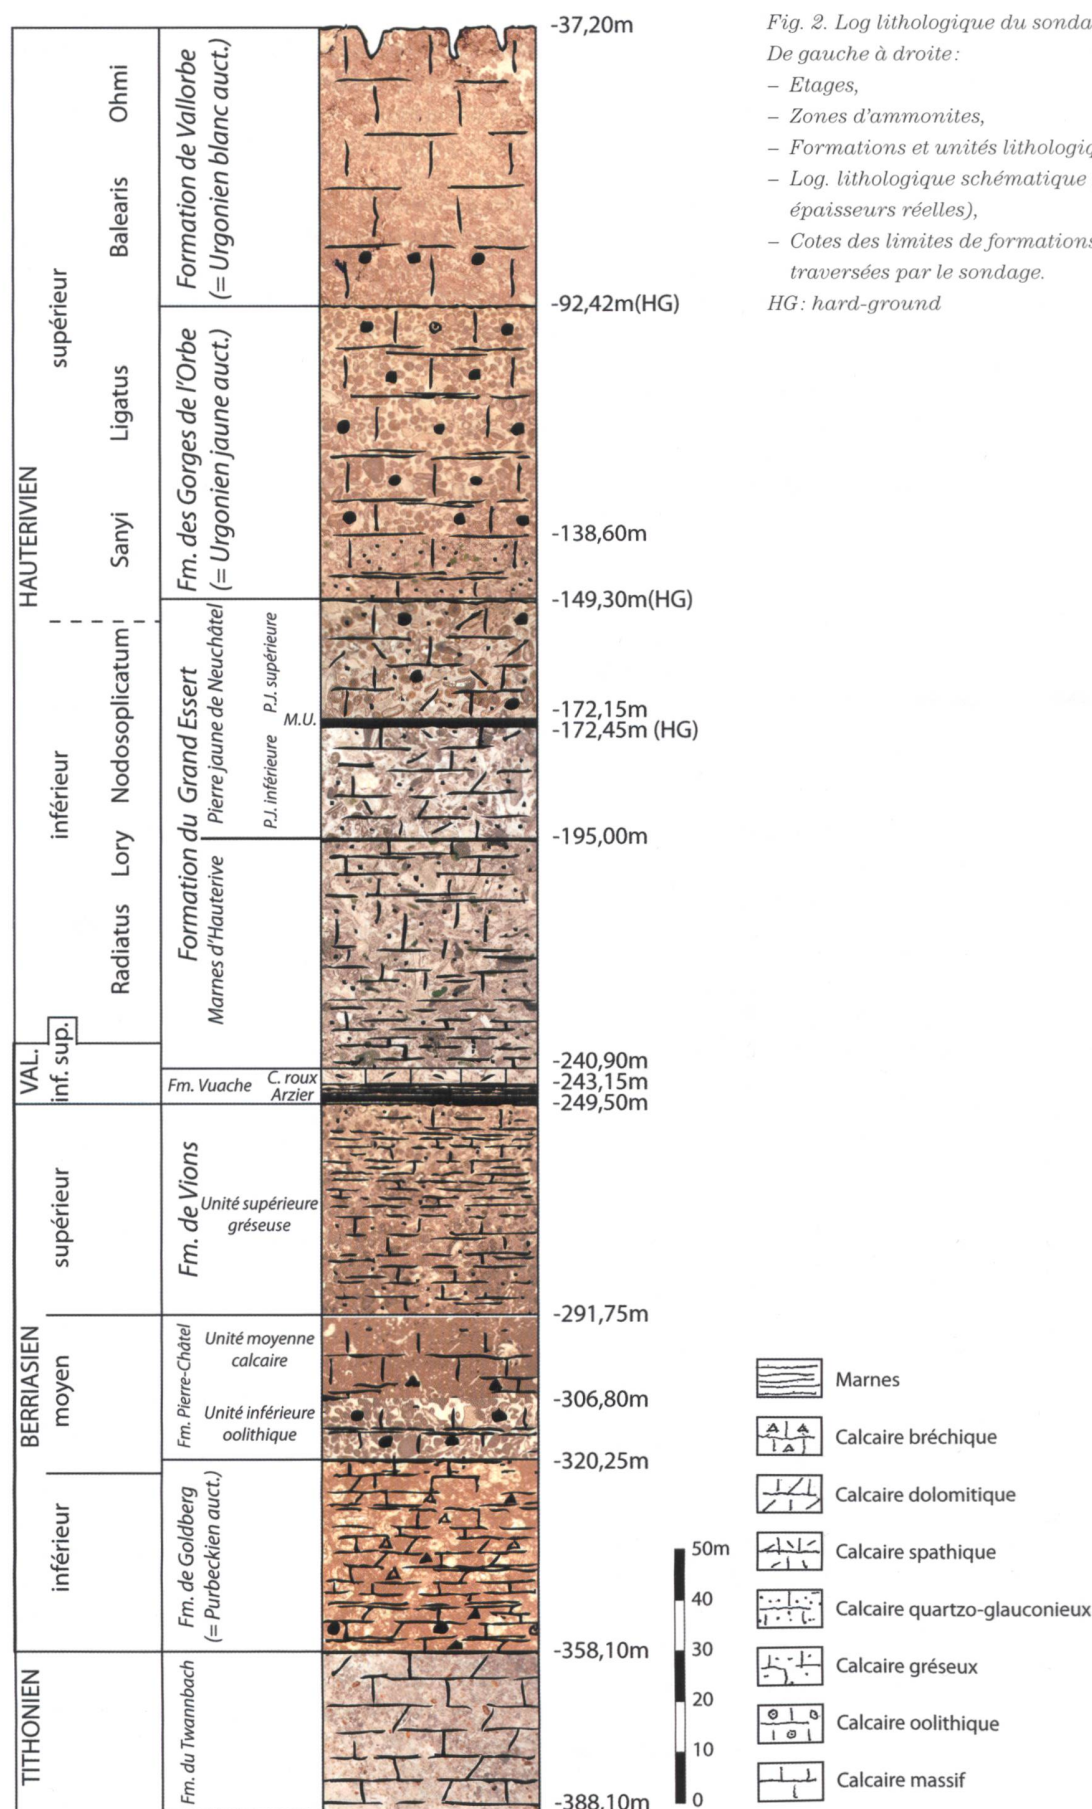 Fig. 2. Log lithologique du sonda
De gauche à droite :
– Etages,
– Zones d'ammonites,
– Formations et unités lithologiq
– Log. lithologique schématique
épaisseurs réelles),
– Cotes des limites de formations
traversées par le sondage.
HG : hard-ground
HAUTERIVIEN
supérieur
inférieur
Ohmi
Balearis
Ligatus
Sanyi
Nodosoplicatum
Lory
Radiatus
VAL.
inf. sup.
BERRIASIEN
supérieur
moyen
inférieur
TITHONIEN
Formation de Vallorbe
(= Urgonien blanc auct.)
Fm. des Gorges de l'Orbe
(= Urgonien jaune auct.)
Formation du Grand Essert
Pierre jaune de Neuchâtel
P.J. supérieure
M.U.
P.J. inférieure
Marnes d'Hauterive
Fm. Vuache
C. roux
Arzier
Fm. de Vions
Unité supérieure
gréseuse
Fm. Pierre-Châtel
Unité moyenne
calcaire
Unité inférieure
oolithique
Fm. de Goldberg
(= Purbeckien auct.)
Fm. du Twannbach
-37,20m
-92,42m(HG)
-138,60m
-149,30m(HG)
-172,15m
-172,45m (HG)
-195,00m
-240,90m
-243,15m
-249,50m
-291,75m
-306,80m
-320,25m
-358,10m
-388,10m
50m
40
30
20
10
0
Marnes
Calcaire bréchique
Calcaire dolomitique
Calcaire spathique
Calcaire quartzo-glauconieux
Calcaire gréseux
Calcaire oolithique
Calcaire massif